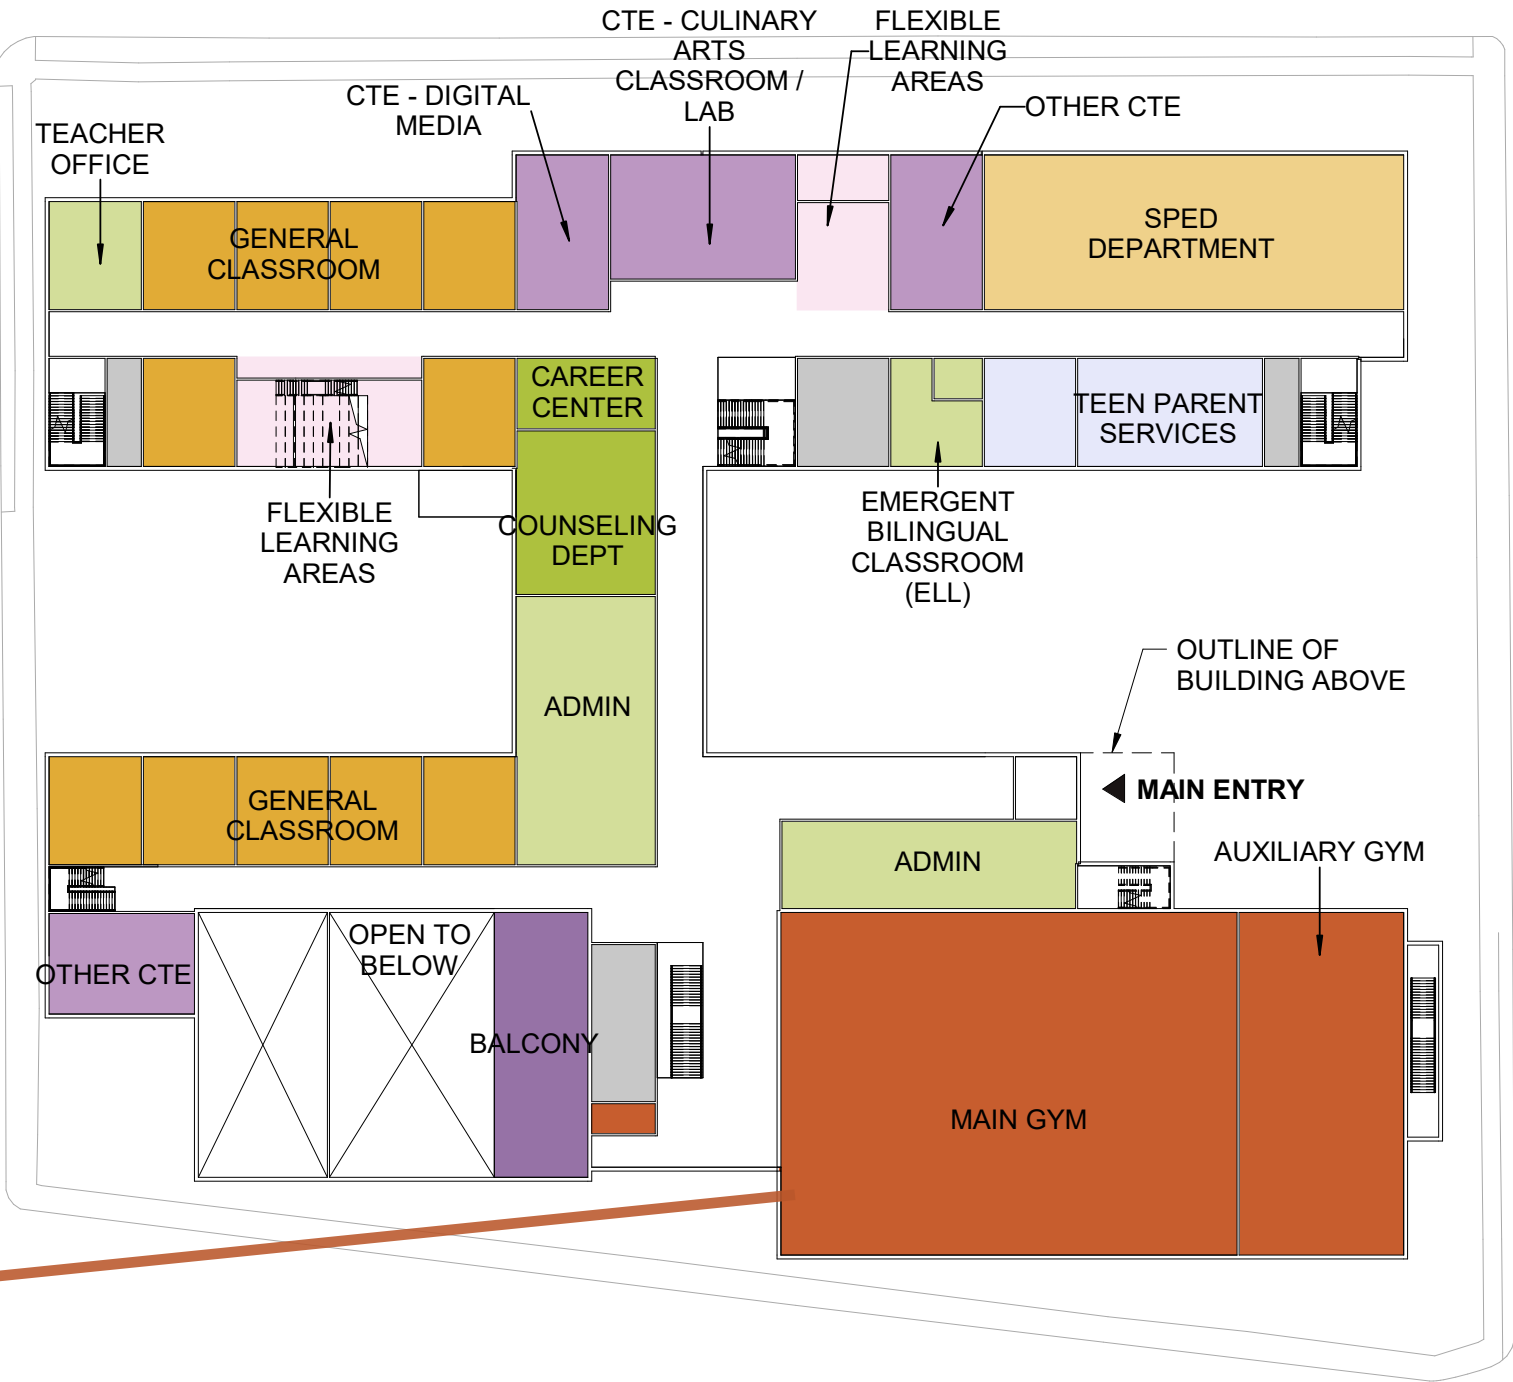 CTE - CULINARY
ARTS
CLASSROOM /
LAB
FLEXIBLE
LEARNING
AREAS
CTE - DIGITAL
MEDIA
OTHER CTE
TEACHER
OFFICE
GENERAL
CLASSROOM
SPED
DEPARTMENT
CAREER
CENTER
TEEN PARENT
SERVICES
FLEXIBLE
LEARNING
AREAS
COUNSELING
DEPT
EMERGENT
BILINGUAL
CLASSROOM
(ELL)
OUTLINE OF
BUILDING ABOVE
ADMIN
MAIN ENTRY
GENERAL
CLASSROOM
ADMIN
AUXILIARY GYM
OPEN TO
BELOW
OTHER CTE
BALCONY
MAIN GYM